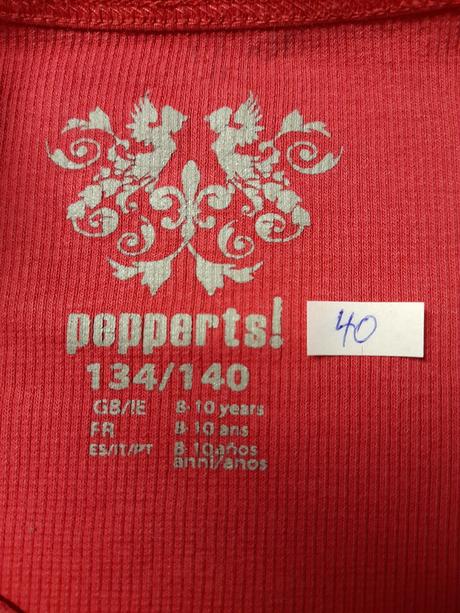 pepperts!
40
134/140
GB/IE 8-10 years
FR 8-10 ans
ES/IT/PT 8-10 años
anni/anos